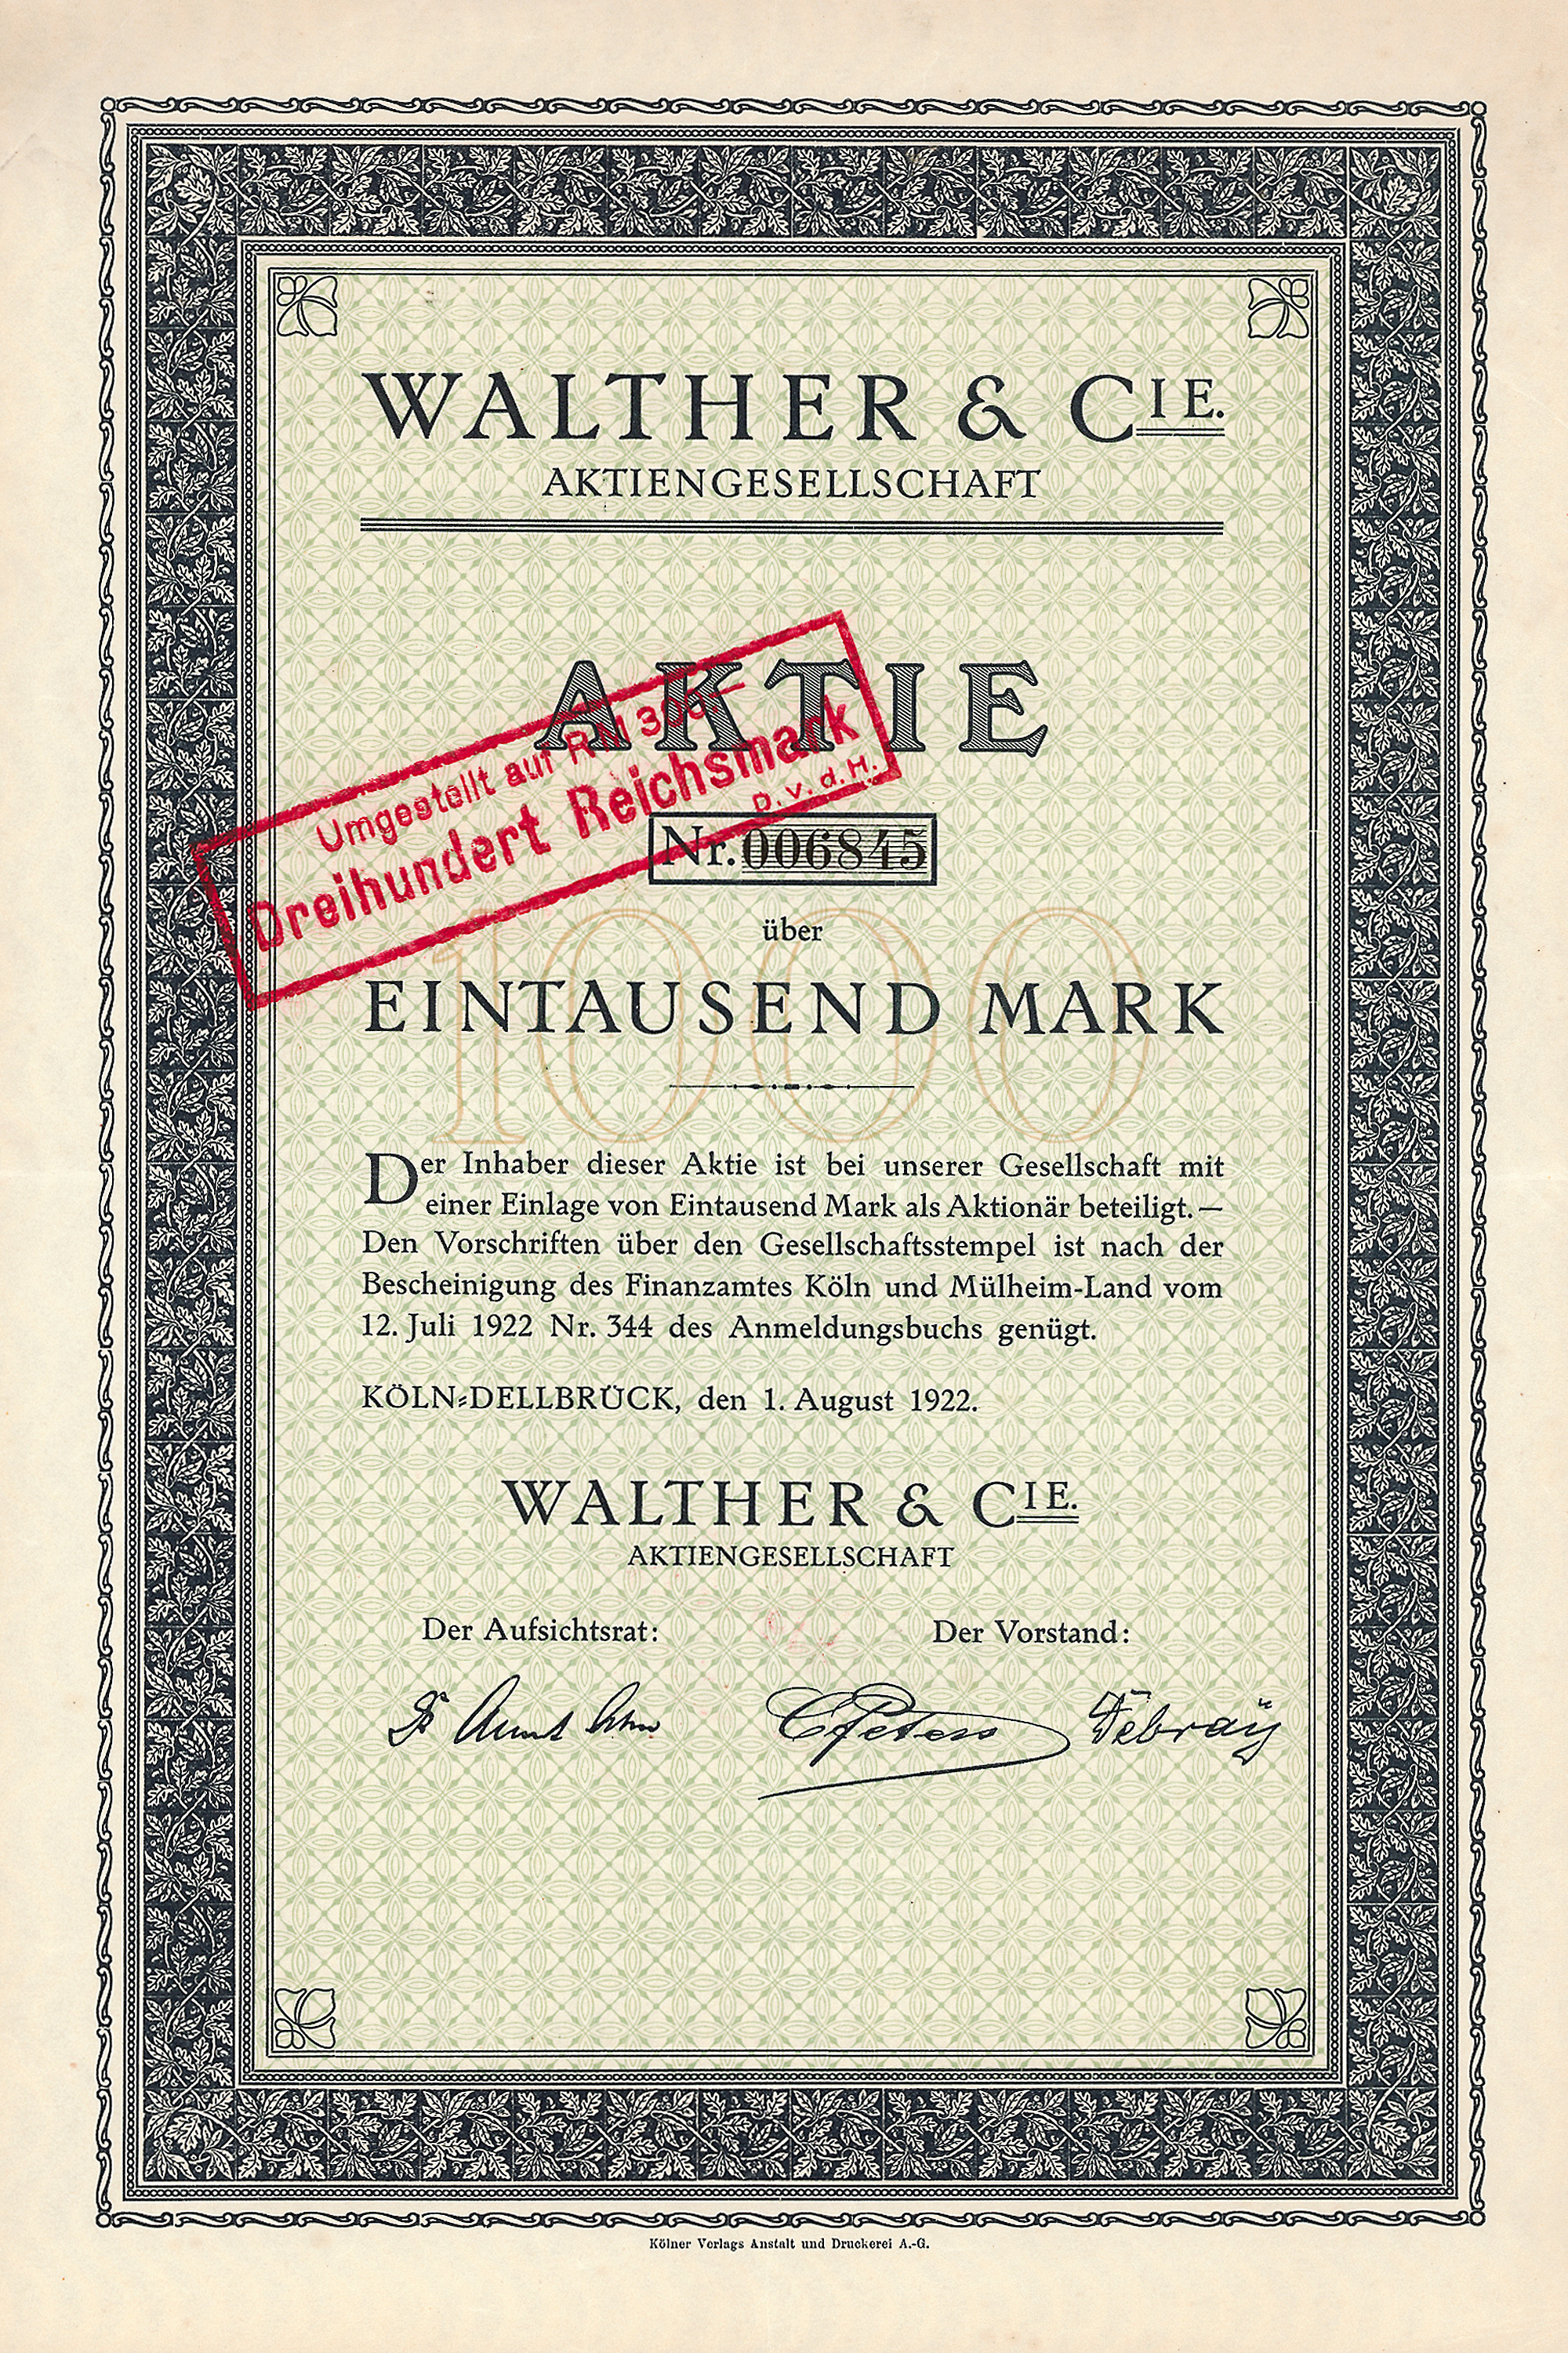 WALTHER & CIE.
AKTIENGESELLSCHAFT
AKTIE
Umgestellt auf RM 300.–
Dreihundert Reichsmark
D. v. d. H.
Nr. 006845
über
1000
EINTAUSEND MARK
Der Inhaber dieser Aktie ist bei unserer Gesellschaft mit
einer Einlage von Eintausend Mark als Aktionär beteiligt. —
Den Vorschriften über den Gesellschaftsstempel ist nach der
Bescheinigung des Finanzamtes Köln und Mülheim-Land vom
12. Juli 1922 Nr. 344 des Anmeldungsbuchs genügt.
KÖLN-DELLBRÜCK, den 1. August 1922.
WALTHER & CIE.
AKTIENGESELLSCHAFT
Der Aufsichtsrat: Der Vorstand:
CPeters
Kölner Verlags Anstalt und Druckerei A.-G.